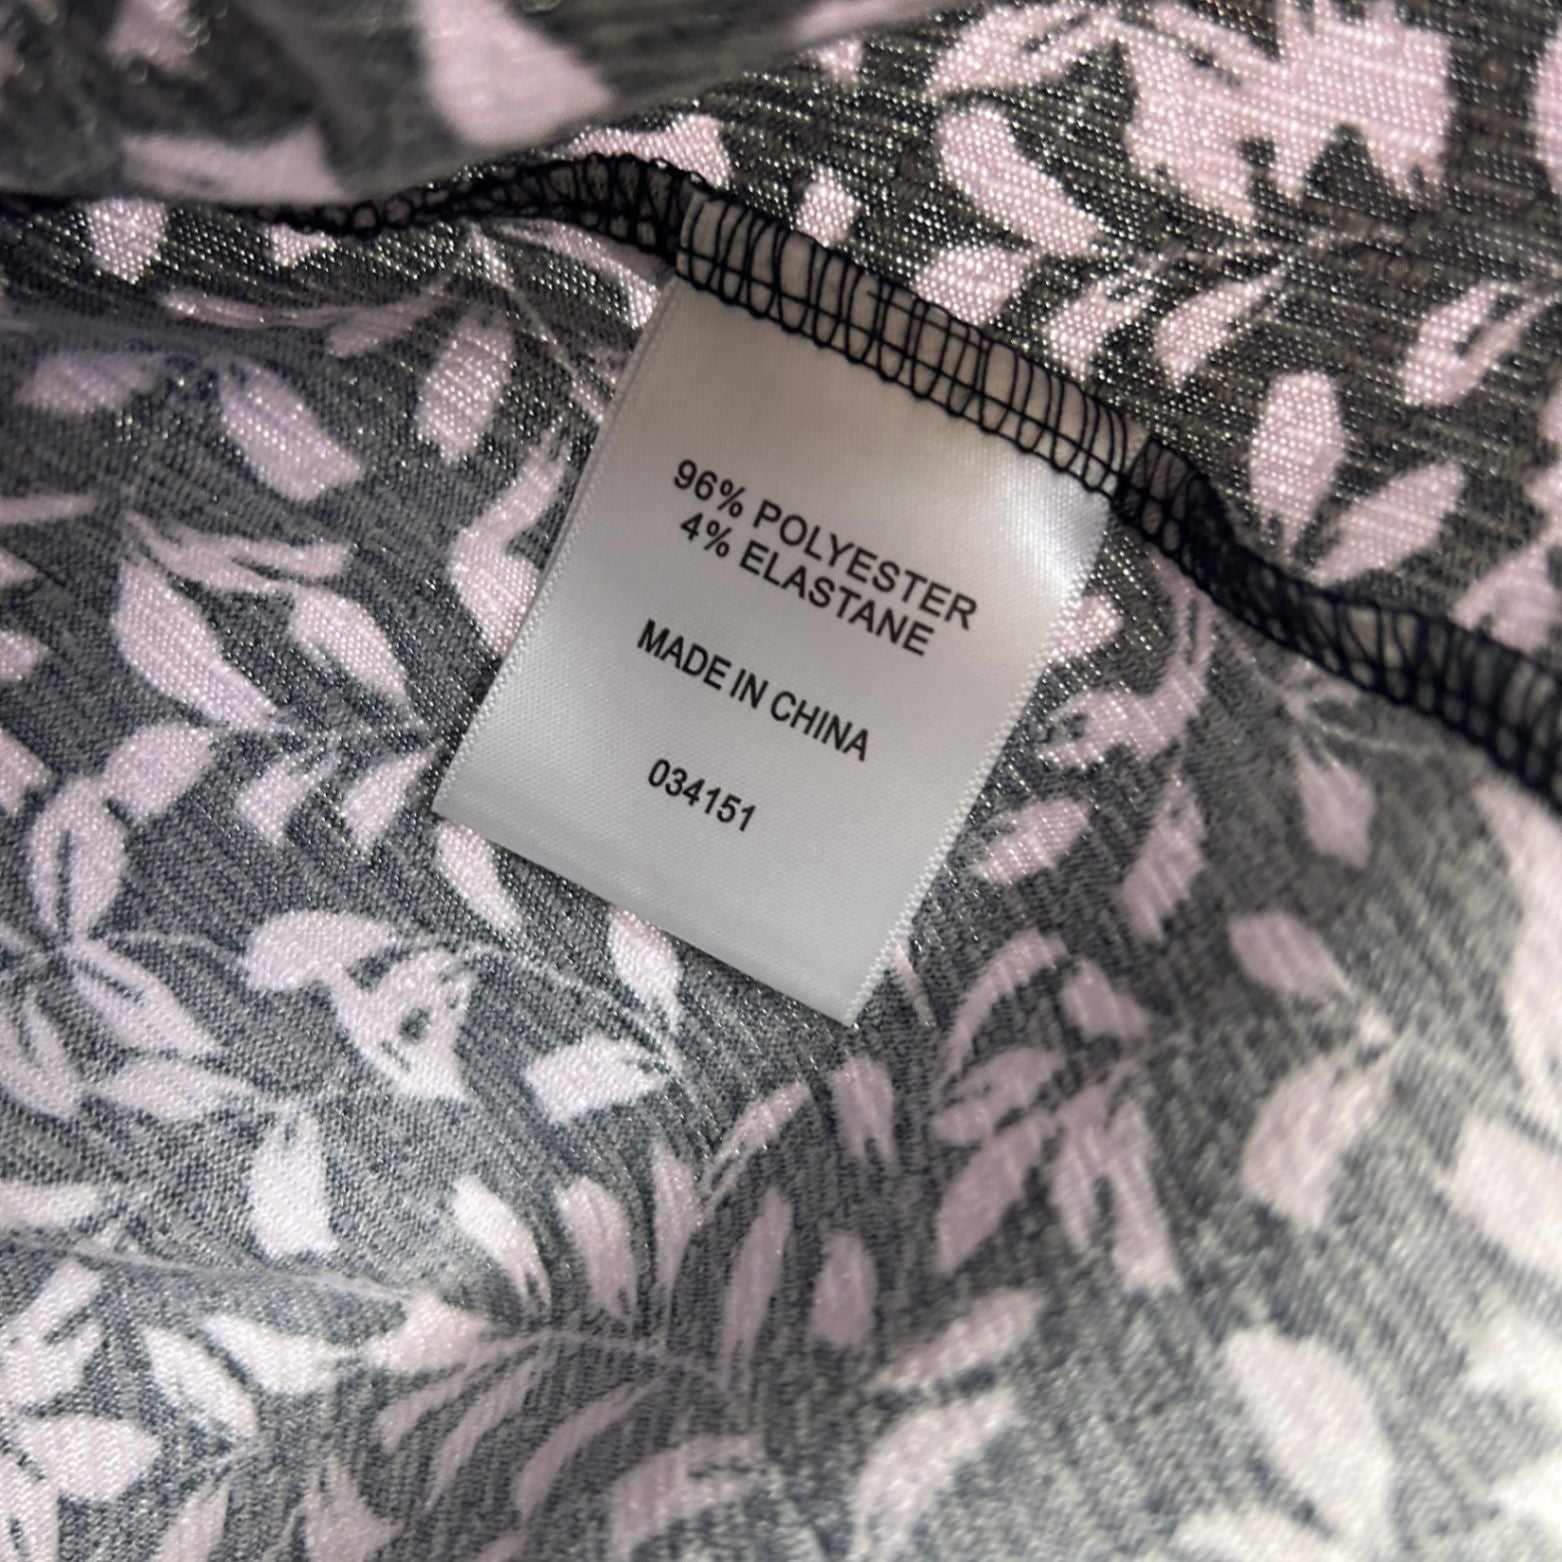 96% POLYESTER
4% ELASTANE
MADE IN CHINA
034151